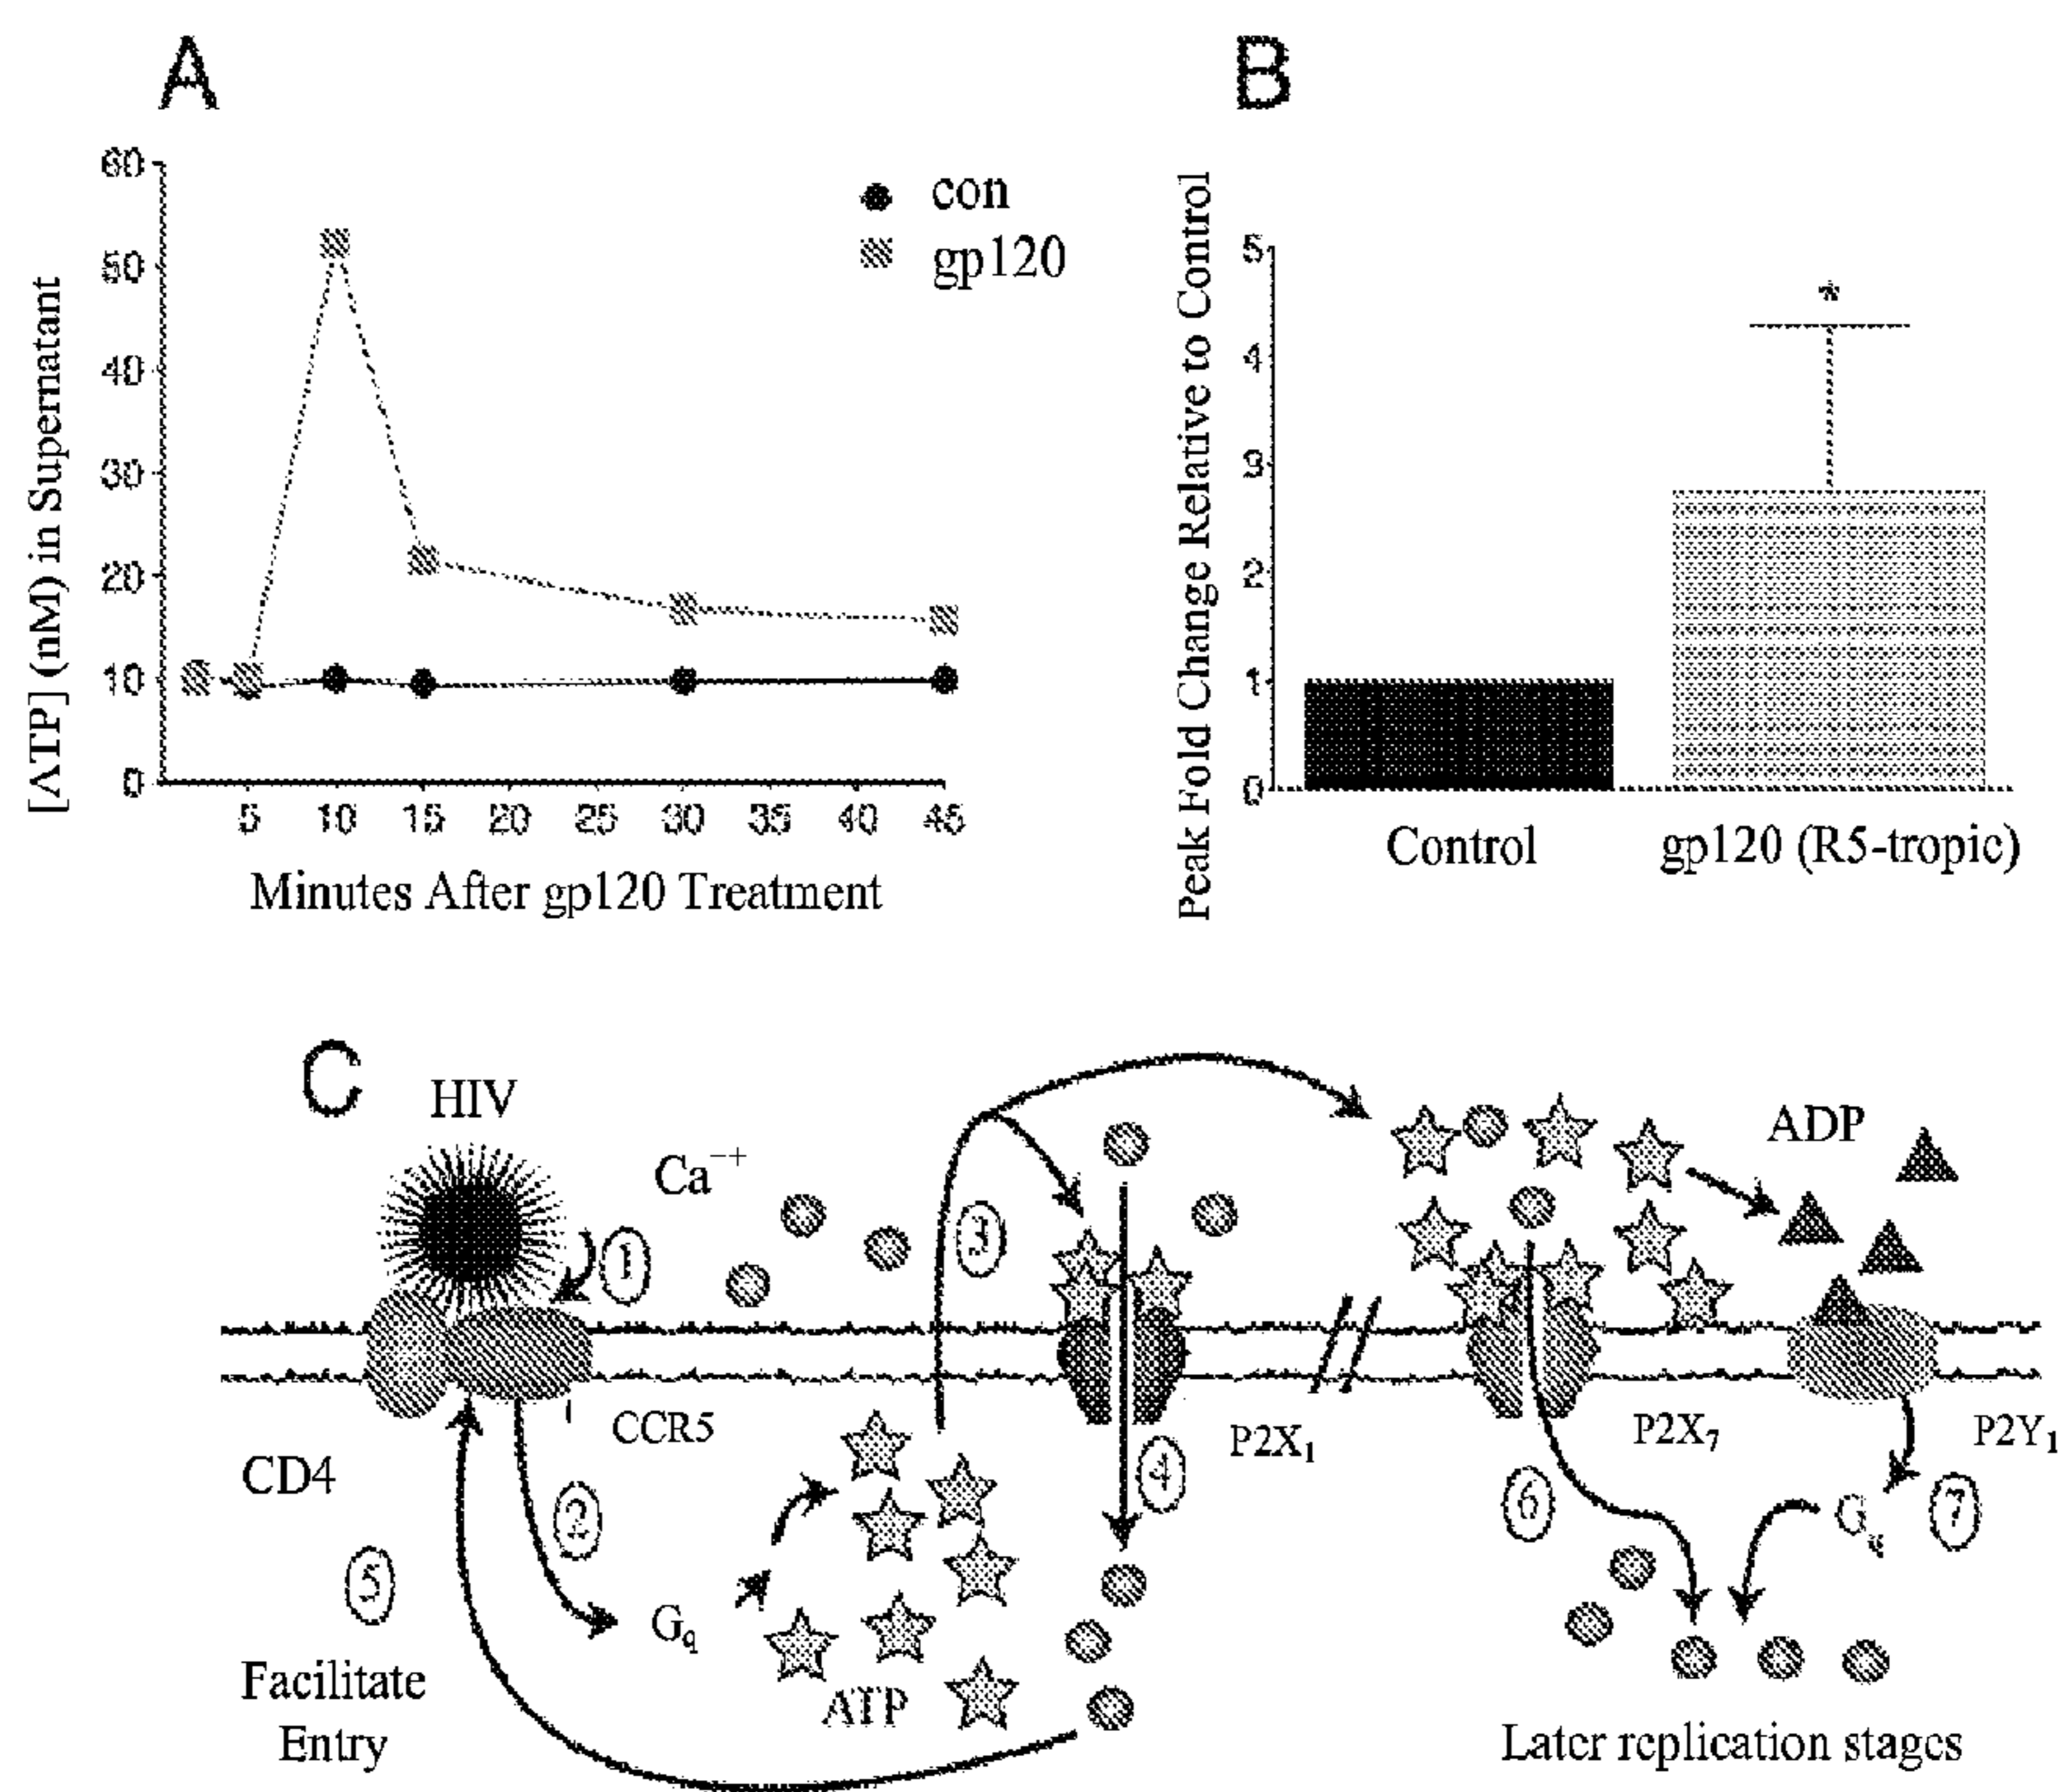 A
[ATP] (nM) in Supernatant
60
50
40
30
20
10
0
5 10 15 20 25 30 35 40 45
Minutes After gp120 Treatment
con
gp120
B
Peak Fold Change Relative to Control
5
4
3
2
1
0
*
Control gp120 (R5-tropic)
C
HIV
Ca++
ADP
1
3
CCR5
P2X1
P2X7
P2Y1
CD4
4
2
6
Gq
7
5
Gq
Facilitate
Entry
ATP
Later replication stages